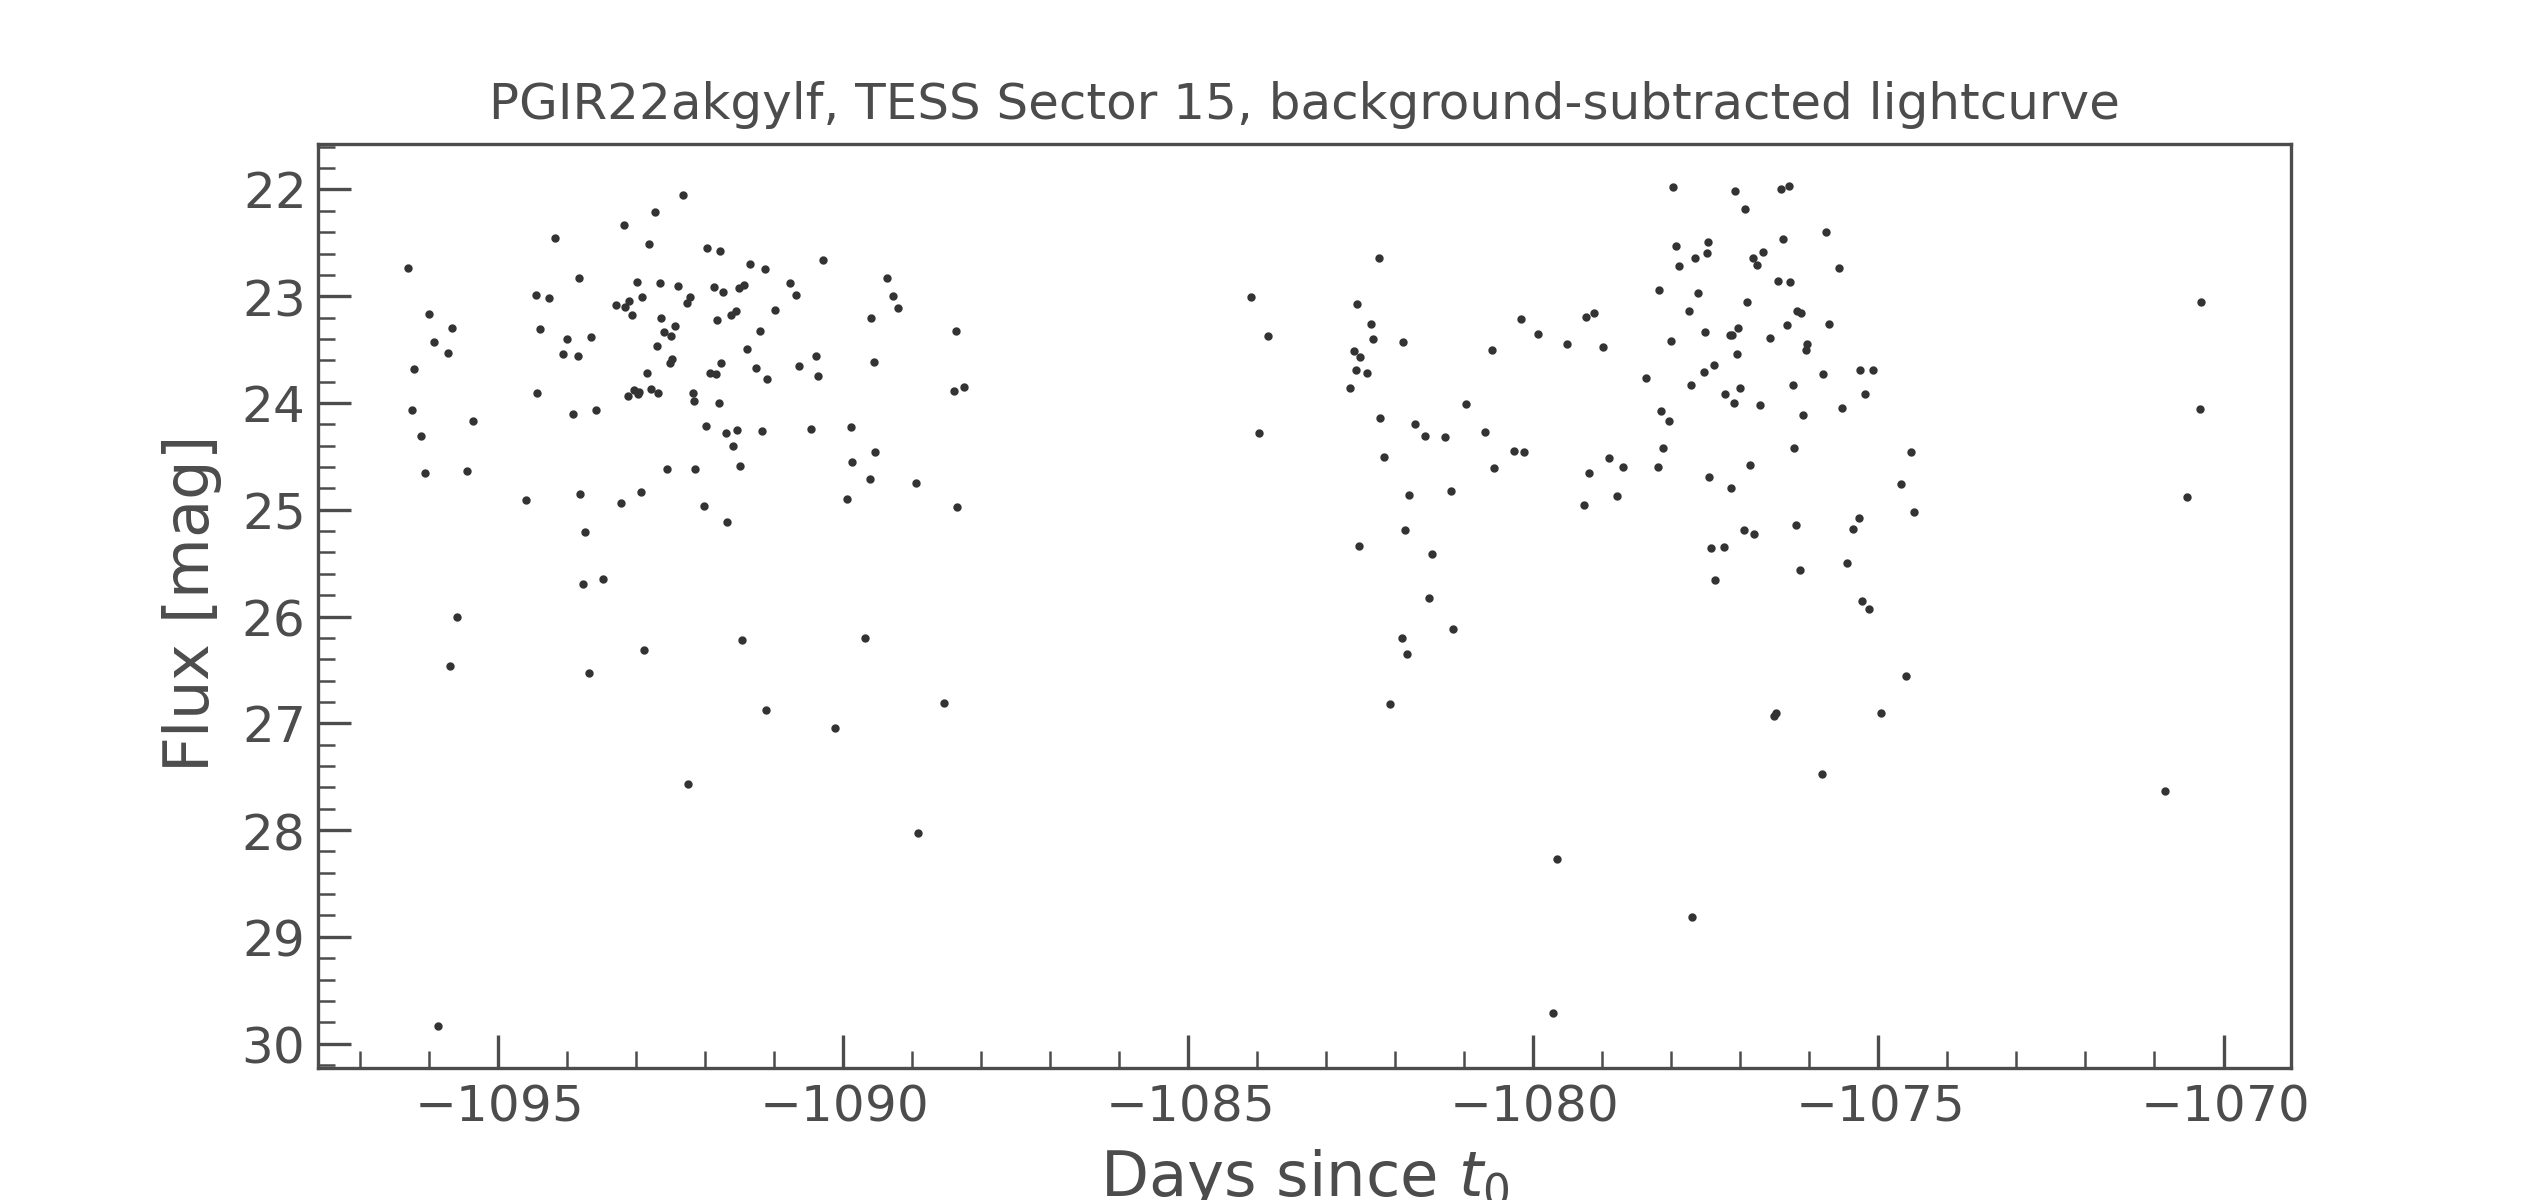 PGIR22akgylf, TESS Sector 15, background-subtracted lightcurve
Flux [mag]
22
23
24
25
26
27
28
29
30
−1095 −1090 −1085 −1080 −1075 −1070
Days since t₀